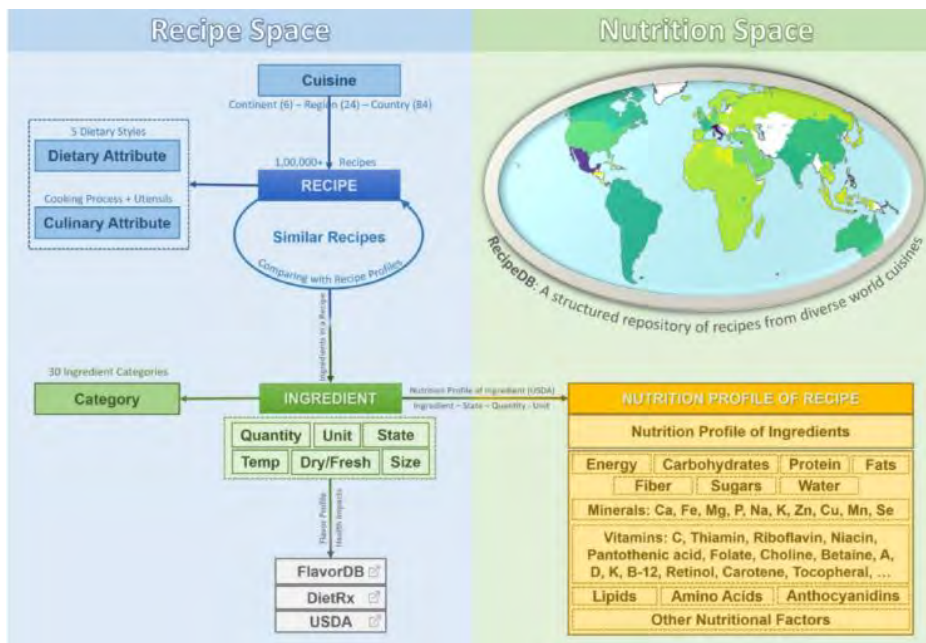 Recipe Space
Nutrition Space
Cuisine
Continent (6) – Region (24) – Country (84)
5 Dietary Styles
Dietary Attribute
Cooking Process + Utensils
Culinary Attribute
1,00,000+ Recipes
RECIPE
Similar Recipes
Comparing with Recipe Profiles
RecipeDB: A structured repository of recipes from diverse world cuisines
Ingredients in a Recipe
30 Ingredient Categories
Category
INGREDIENT
Nutrition Profile of Ingredient (USDA)
Ingredient – State – Quantity - Unit
Quantity Unit State
Temp Dry/Fresh Size
Flavor Profile
Health Impacts
FlavorDB
DietRx
USDA
NUTRITION PROFILE OF RECIPE
Nutrition Profile of Ingredients
Energy Carbohydrates Protein Fats
Fiber Sugars Water
Minerals: Ca, Fe, Mg, P, Na, K, Zn, Cu, Mn, Se
Vitamins: C, Thiamin, Riboflavin, Niacin,
Pantothenic acid, Folate, Choline, Betaine, A,
D, K, B-12, Retinol, Carotene, Tocopheral, ...
Lipids Amino Acids Anthocyanidins
Other Nutritional Factors